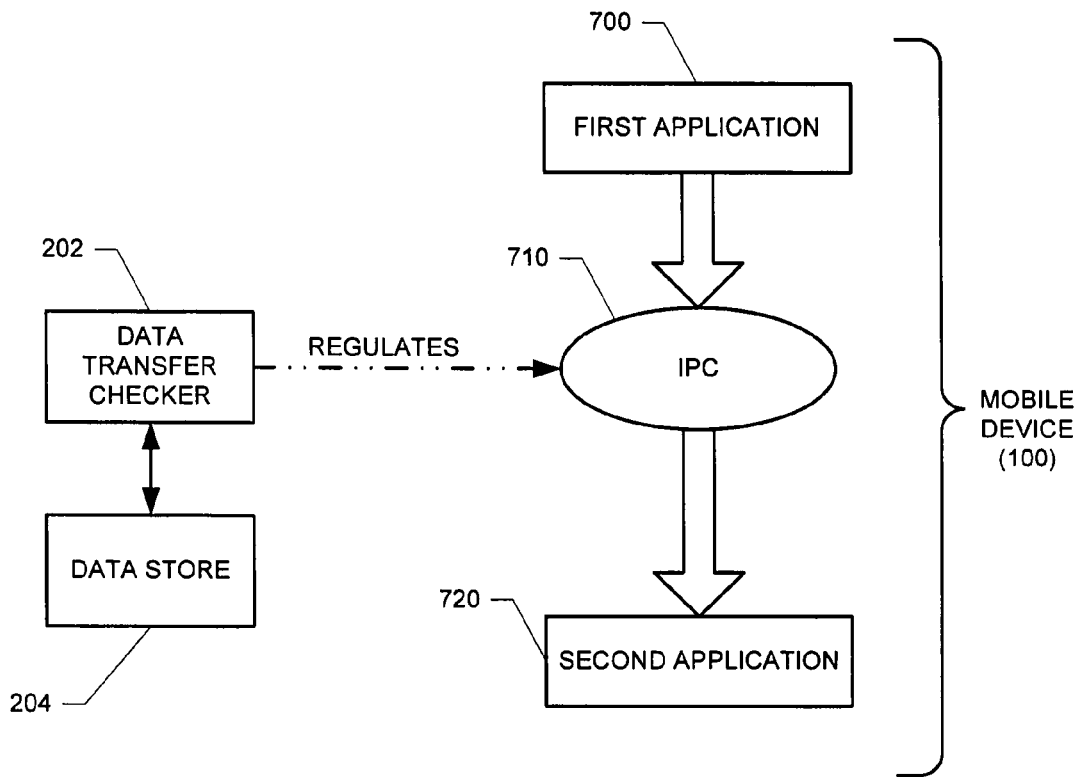 700
FIRST APPLICATION
202
710
DATA
TRANSFER
CHECKER
REGULATES
IPC
MOBILE
DEVICE
(100)
DATA STORE
720
SECOND APPLICATION
204